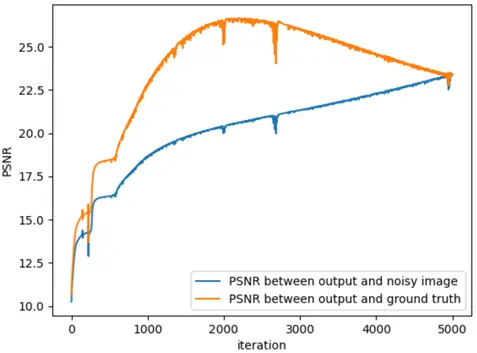 25.0
22.5
20.0
17.5
15.0
12.5
10.0
PSNR
PSNR between output and noisy image
PSNR between output and ground truth
0 1000 2000 3000 4000 5000
iteration